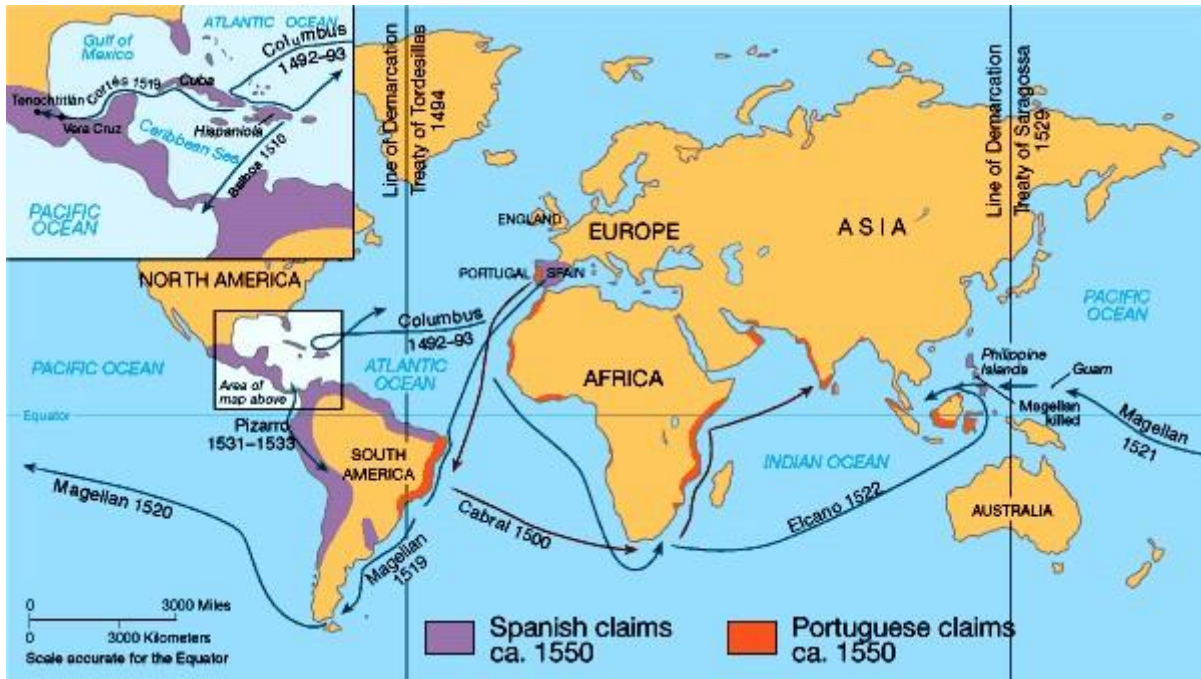 ATLANTIC OCEAN
Gulf of
Mexico
Columbus
1492–93
Cuba
Cortés 1519
Tenochtitlán
Vera Cruz
Hispaniola
Caribbean Sea
Balboa 1510
PACIFIC
OCEAN
Line of Demarcation
Treaty of Tordesillas
1494
Line of Demarcation
Treaty of Saragossa
1529
ENGLAND
EUROPE
ASIA
PORTUGAL
SPAIN
NORTH AMERICA
Columbus
1492–93
PACIFIC
OCEAN
PACIFIC OCEAN
ATLANTIC
OCEAN
Area of
map above
AFRICA
Philippine
Islands
Guam
Magellan
killed
Equator
Pizarro
1531–1533
Magellan
1521
SOUTH
AMERICA
INDIAN OCEAN
Magellan 1520
Cabral 1500
Elcano 1522
AUSTRALIA
Magellan
1519
0 3000 Miles
0 3000 Kilometers
Scale accurate for the Equator
Spanish claims
ca. 1550
Portuguese claims
ca. 1550